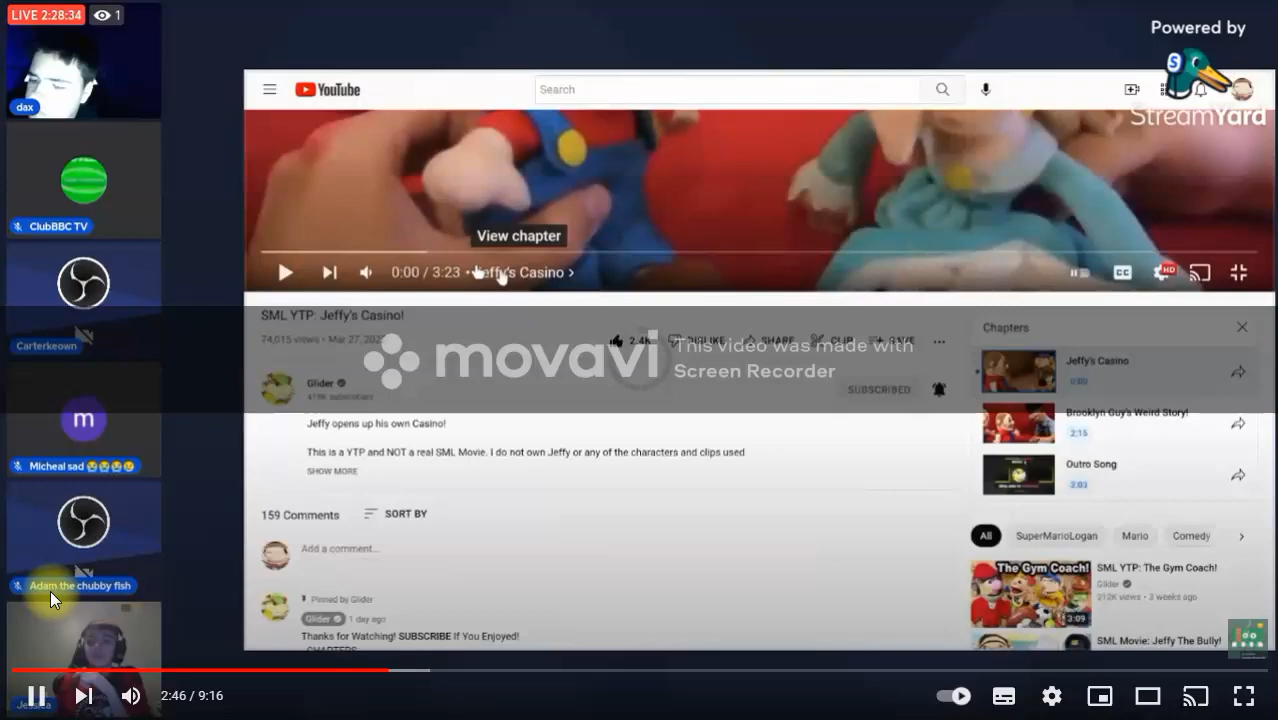 LIVE 2:28:34
1
dax
ClubBBC TV
Carterkeown
m
Micheal sad 😭😭😭😢
Adam the chubby fish
Jessica
Powered by
S
StreamYard
YouTube
Search
View chapter
0:00 / 3:23 • Jeffy's Casino ›
CC
HD
SML YTP: Jeffy's Casino!
74,015 views • Mar 27,
2.4K
DISLIKE
SHARE
CLIP
SAVE
movavi
This video was made with
Screen Recorder
Glider
SUBSCRIBED
Jeffy opens up his own Casino!
This is a YTP and NOT a real SML Movie. I do not own Jeffy or any of the characters and clips used
SHOW MORE
159 Comments
SORT BY
Add a comment...
Pinned by Glider
Glider
1 day ago
Thanks for Watching! SUBSCRIBE If You Enjoyed!
CHAPTERS
Chapters
Jeffy's Casino
0:00
Brooklyn Guy's Weird Story!
2:15
Outro Song
All
SuperMarioLogan
Mario
Comedy
The Gym Coach!
3:09
SML YTP: The Gym Coach!
Glider
212K views • 3 weeks ago
SML Movie: Jeffy The Bully!
2:46 / 9:16